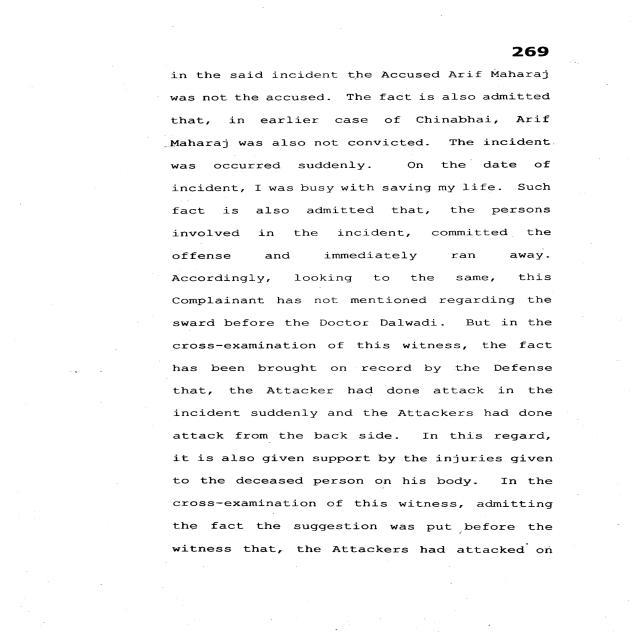 269
in the said incident the Accused Arif Maharaj
was not the accused. The fact is also admitted
that, in earlier case of Chinabhai, Arif
Maharaj was also not convicted. The incident
was occurred suddenly. On the date of
incident, I was busy with saving my life. Such
fact is also admitted that, the persons
involved in the incident, committed the
offense and immediately ran away.
Accordingly, looking to the same, this
Complainant has not mentioned regarding the
sward before the Doctor Dalwadi. But in the
cross-examination of this witness, the fact
has been brought on record by the Defense
that, the Attacker had done attack in the
incident suddenly and the Attackers had done
attack from the back side. In this regard,
it is also given support by the injuries given
to the deceased person on his body. In the
cross-examination of this witness, admitting
the fact the suggestion was put before the
witness that, the Attackers had attacked on